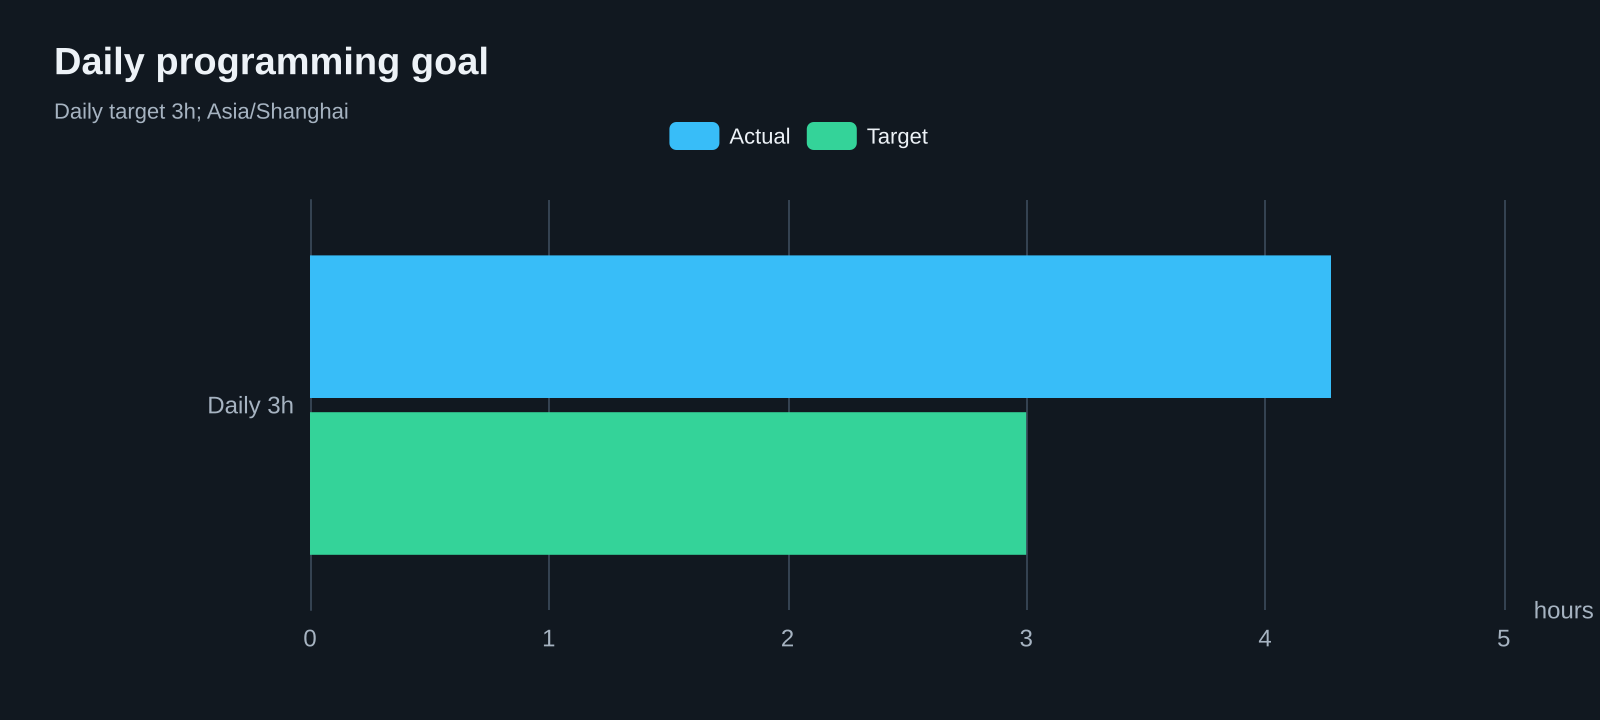 Daily programming goal
Daily target 3h; Asia/Shanghai
Actual Target
Daily 3h
hours
0 1 2 3 4 5